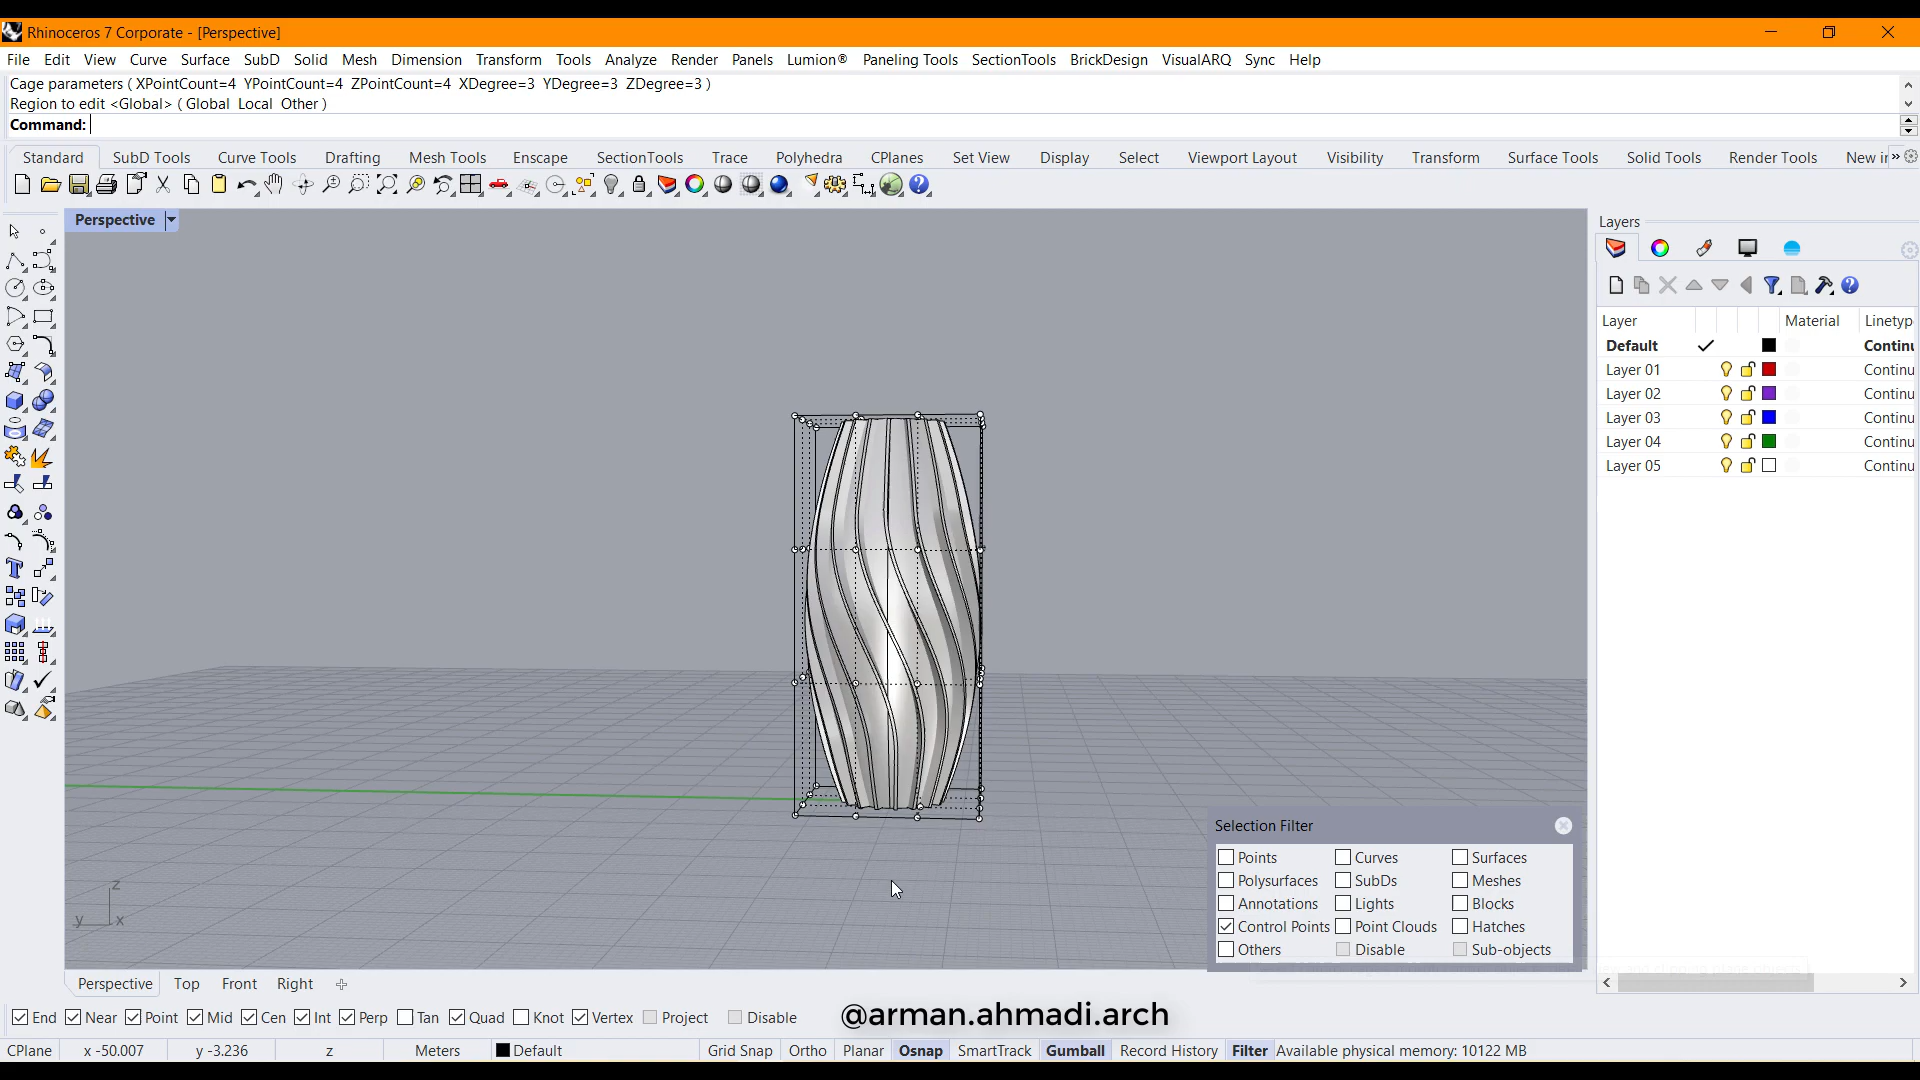 Rhinoceros 7 Corporate - [Perspective]
File Edit View Curve Surface SubD Solid Mesh Dimension Transform Tools Analyze Render Panels Lumion® Paneling Tools SectionTools BrickDesign VisualARQ Sync Help
Cage parameters ( XPointCount=4 YPointCount=4 ZPointCount=4 XDegree=3 YDegree=3 ZDegree=3 )
Region to edit <Global> ( Global Local Other )
Command:
Standard SubD Tools Curve Tools Drafting Mesh Tools Enscape SectionTools Trace Polyhedra CPlanes Set View Display Select Viewport Layout Visibility Transform Surface Tools Solid Tools Render Tools New i »
Perspective
Layers
Layer Material Linetyp
Default Continu
Layer 01 Continu
Layer 02 Continu
Layer 03 Continu
Layer 04 Continu
Layer 05 Continu
Selection Filter
Points Curves Surfaces
Polysurfaces SubDs Meshes
Annotations Lights Blocks
Control Points Point Clouds Hatches
Others Disable Sub-objects
z
y x
Perspective Top Front Right
End Near Point Mid Cen Int Perp Tan Quad Knot Vertex Project Disable
@arman.ahmadi.arch
CPlane x -50.007 y -3.236 z Meters Default Grid Snap Ortho Planar Osnap SmartTrack Gumball Record History Filter Available physical memory: 10122 MB